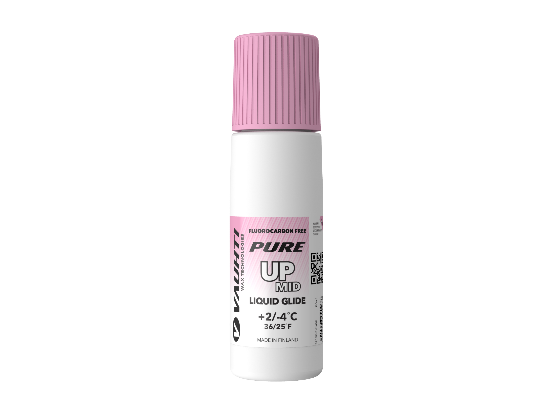 FLUOROCARBON FREE
PURE
UP
MID
LIQUID GLIDE
+2/-4°C
36/25°F
MADE IN FINLAND
VAUHTI
WAX TECHNOLOGIES